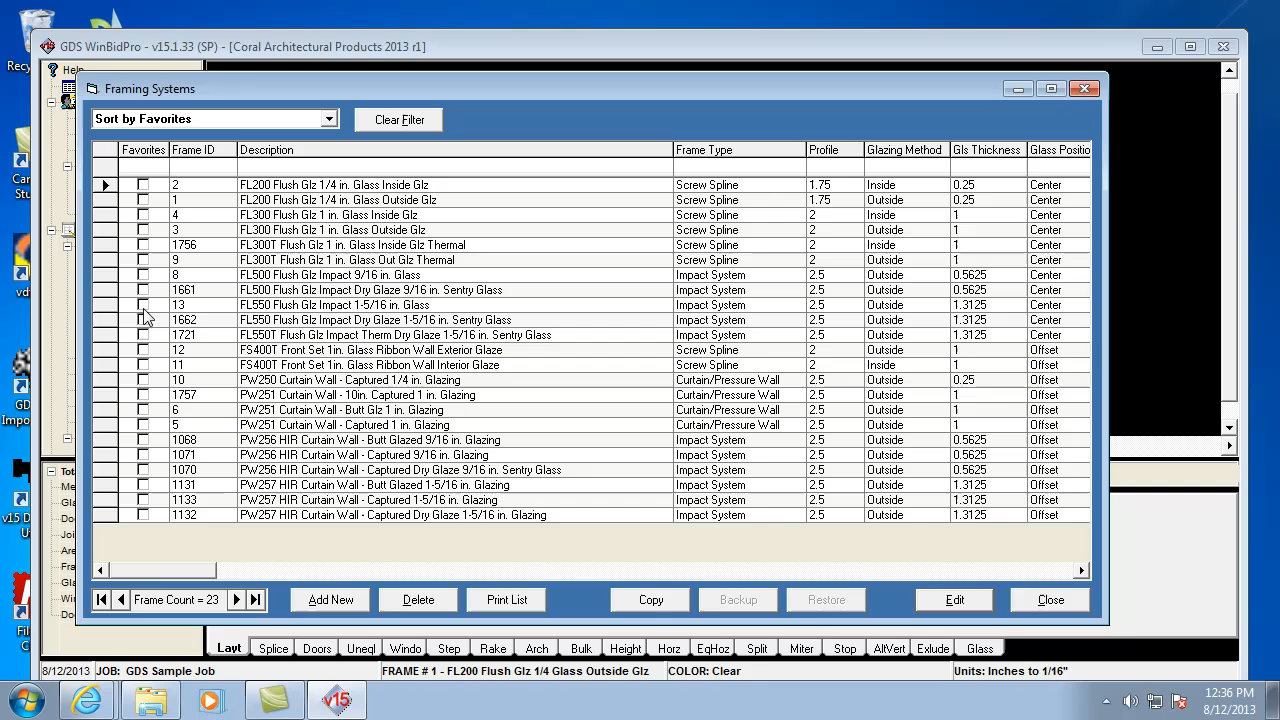 GDS WinBidPro - v15.1.33 (SP) - [Coral Architectural Products 2013 r1]
Help
Framing Systems
Sort by Favorites
Clear Filter
Favorites Frame ID Description Frame Type Profile Glazing Method Gls Thickness Glass Positio
2 FL200 Flush Glz 1/4 in. Glass Inside Glz Screw Spline 1.75 Inside 0.25 Center
1 FL200 Flush Glz 1/4 in. Glass Outside Glz Screw Spline 1.75 Outside 0.25 Center
4 FL300 Flush Glz 1 in. Glass Inside Glz Screw Spline 2 Inside 1 Center
3 FL300 Flush Glz 1 in. Glass Outside Glz Screw Spline 2 Outside 1 Center
1756 FL300T Flush Glz 1 in. Glass Inside Glz Thermal Screw Spline 2 Inside 1 Center
9 FL300T Flush Glz 1 in. Glass Out Glz Thermal Screw Spline 2 Outside 1 Center
8 FL500 Flush Glz Impact 9/16 in. Glass Impact System 2.5 Outside 0.5625 Center
1661 FL500 Flush Glz Impact Dry Glaze 9/16 in. Sentry Glass Impact System 2.5 Outside 0.5625 Center
13 FL550 Flush Glz Impact 1-5/16 in. Glass Impact System 2.5 Outside 1.3125 Center
1662 FL550 Flush Glz Impact Dry Glaze 1-5/16 in. Sentry Glass Impact System 2.5 Outside 1.3125 Center
1721 FL550T Flush Glz Impact Therm Dry Glaze 1-5/16 in. Sentry Glass Impact System 2.5 Outside 1.3125 Center
12 FS400T Front Set 1in. Glass Ribbon Wall Exterior Glaze Screw Spline 2 Outside 1 Offset
11 FS400T Front Set 1in. Glass Ribbon Wall Interior Glaze Screw Spline 2 Inside 1 Offset
10 PW250 Curtain Wall - Captured 1/4 in. Glazing Curtain/Pressure Wall 2.5 Outside 0.25 Offset
1757 PW251 Curtain Wall - 10in. Captured 1 in. Glazing Curtain/Pressure Wall 2.5 Outside 1 Offset
6 PW251 Curtain Wall - Butt Glz 1 in. Glazing Curtain/Pressure Wall 2.5 Outside 1 Offset
5 PW251 Curtain Wall - Captured 1 in. Glazing Curtain/Pressure Wall 2.5 Outside 1 Offset
1068 PW256 HIR Curtain Wall - Butt Glazed 9/16 in. Glazing Impact System 2.5 Outside 0.5625 Offset
1071 PW256 HIR Curtain Wall - Captured 9/16 in. Glazing Impact System 2.5 Outside 0.5625 Offset
1070 PW256 HIR Curtain Wall - Captured Dry Glaze 9/16 in. Sentry Glass Impact System 2.5 Outside 0.5625 Offset
1131 PW257 HIR Curtain Wall - Butt Glazed 1-5/16 in. Glazing Impact System 2.5 Outside 1.3125 Offset
1133 PW257 HIR Curtain Wall - Captured 1-5/16 in. Glazing Impact System 2.5 Outside 1.3125 Offset
1132 PW257 HIR Curtain Wall - Captured Dry Glaze 1-5/16 in. Glazing Impact System 2.5 Outside 1.3125 Offset
Frame Count = 23 Add New Delete Print List Copy Backup Restore Edit Close
Layt Splice Doors Uneql Windo Step Rake Arch Bulk Height Horz EqHoz Split Miter Stop AltVert Exlude Glass
8/12/2013 JOB: GDS Sample Job FRAME # 1 - FL200 Flush Glz 1/4 Glass Outside Glz COLOR: Clear Units: Inches to 1/16"
v15
12:36 PM
8/12/2013